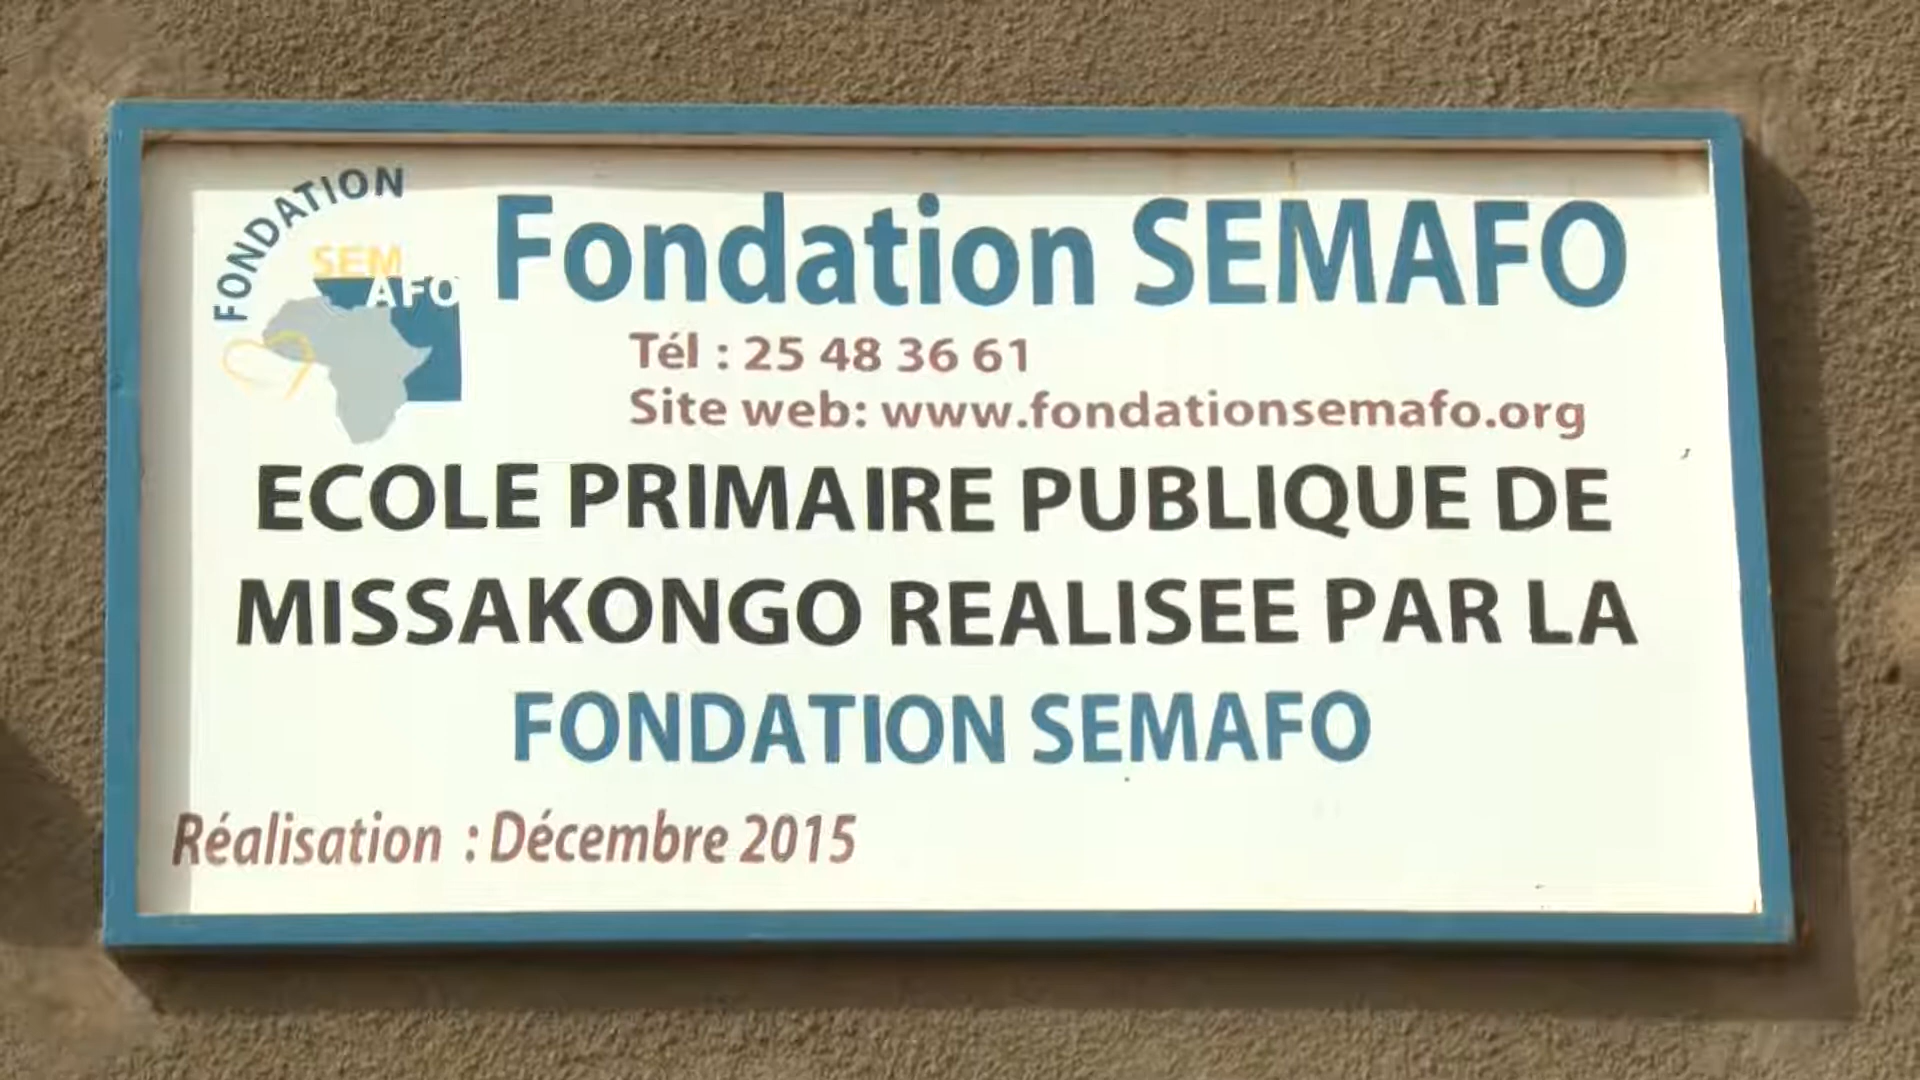 FONDATION
SEM
AFO
Fondation SEMAFO
Tél : 25 48 36 61
Site web: www.fondationsemafo.org
ECOLE PRIMAIRE PUBLIQUE DE
MISSAKONGO REALISEE PAR LA
FONDATION SEMAFO
Réalisation : Décembre 2015